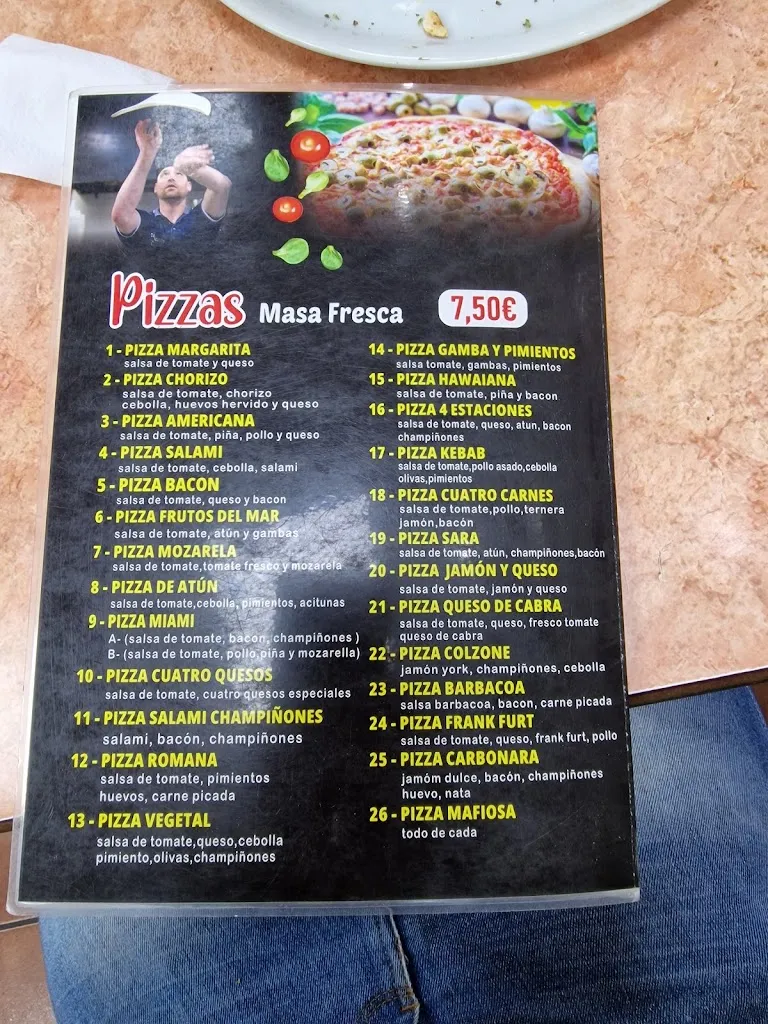 Pizzas Masa Fresca 7,50€
1 - PIZZA MARGARITA
salsa de tomate y queso
2 - PIZZA CHORIZO
salsa de tomate, chorizo
cebolla, huevos hervido y queso
3 - PIZZA AMERICANA
salsa de tomate, piña, pollo y queso
4 - PIZZA SALAMI
salsa de tomate, cebolla, salami
5 - PIZZA BACON
salsa de tomate, queso y bacon
6 - PIZZA FRUTOS DEL MAR
salsa de tomate, atún y gambas
7 - PIZZA MOZARELA
salsa de tomate,tomate fresco y mozarela
8 - PIZZA DE ATÚN
salsa de tomate,cebolla, pimientos, acitunas
9 - PIZZA MIAMI
A- (salsa de tomate, bacon, champiñones )
B- (salsa de tomate, pollo,piña y mozarella)
10 - PIZZA CUATRO QUESOS
salsa de tomate, cuatro quesos especiales
11 - PIZZA SALAMI CHAMPIÑONES
salami, bacón, champiñones
12 - PIZZA ROMANA
salsa de tomate, pimientos
huevos, carne picada
13 - PIZZA VEGETAL
salsa de tomate,queso,cebolla
pimiento,olivas,champiñones
14 - PIZZA GAMBA Y PIMIENTOS
salsa tomate, gambas, pimientos
15 - PIZZA HAWAIANA
salsa de tomate, piña y bacon
16 - PIZZA 4 ESTACIONES
salsa de tomate, queso, atun, bacon
champiñones
17 - PIZZA KEBAB
salsa de tomate,pollo asado,cebolla
olivas,pimientos
18 - PIZZA CUATRO CARNES
salsa de tomate,pollo,ternera
jamón,bacón
19 - PIZZA SARA
salsa de tomate, atún, champiñones,bacón
20 - PIZZA JAMÓN Y QUESO
salsa de tomate, jamón y queso
21 - PIZZA QUESO DE CABRA
salsa de tomate, queso, fresco tomate
queso de cabra
22 - PIZZA COLZONE
jamón york, champiñones, cebolla
23 - PIZZA BARBACOA
salsa barbacoa, bacon, carne picada
24 - PIZZA FRANK FURT
salsa de tomate, queso, frank furt, pollo
25 - PIZZA CARBONARA
jamóm dulce, bacón, champiñones
huevo, nata
26 - PIZZA MAFIOSA
todo de cada